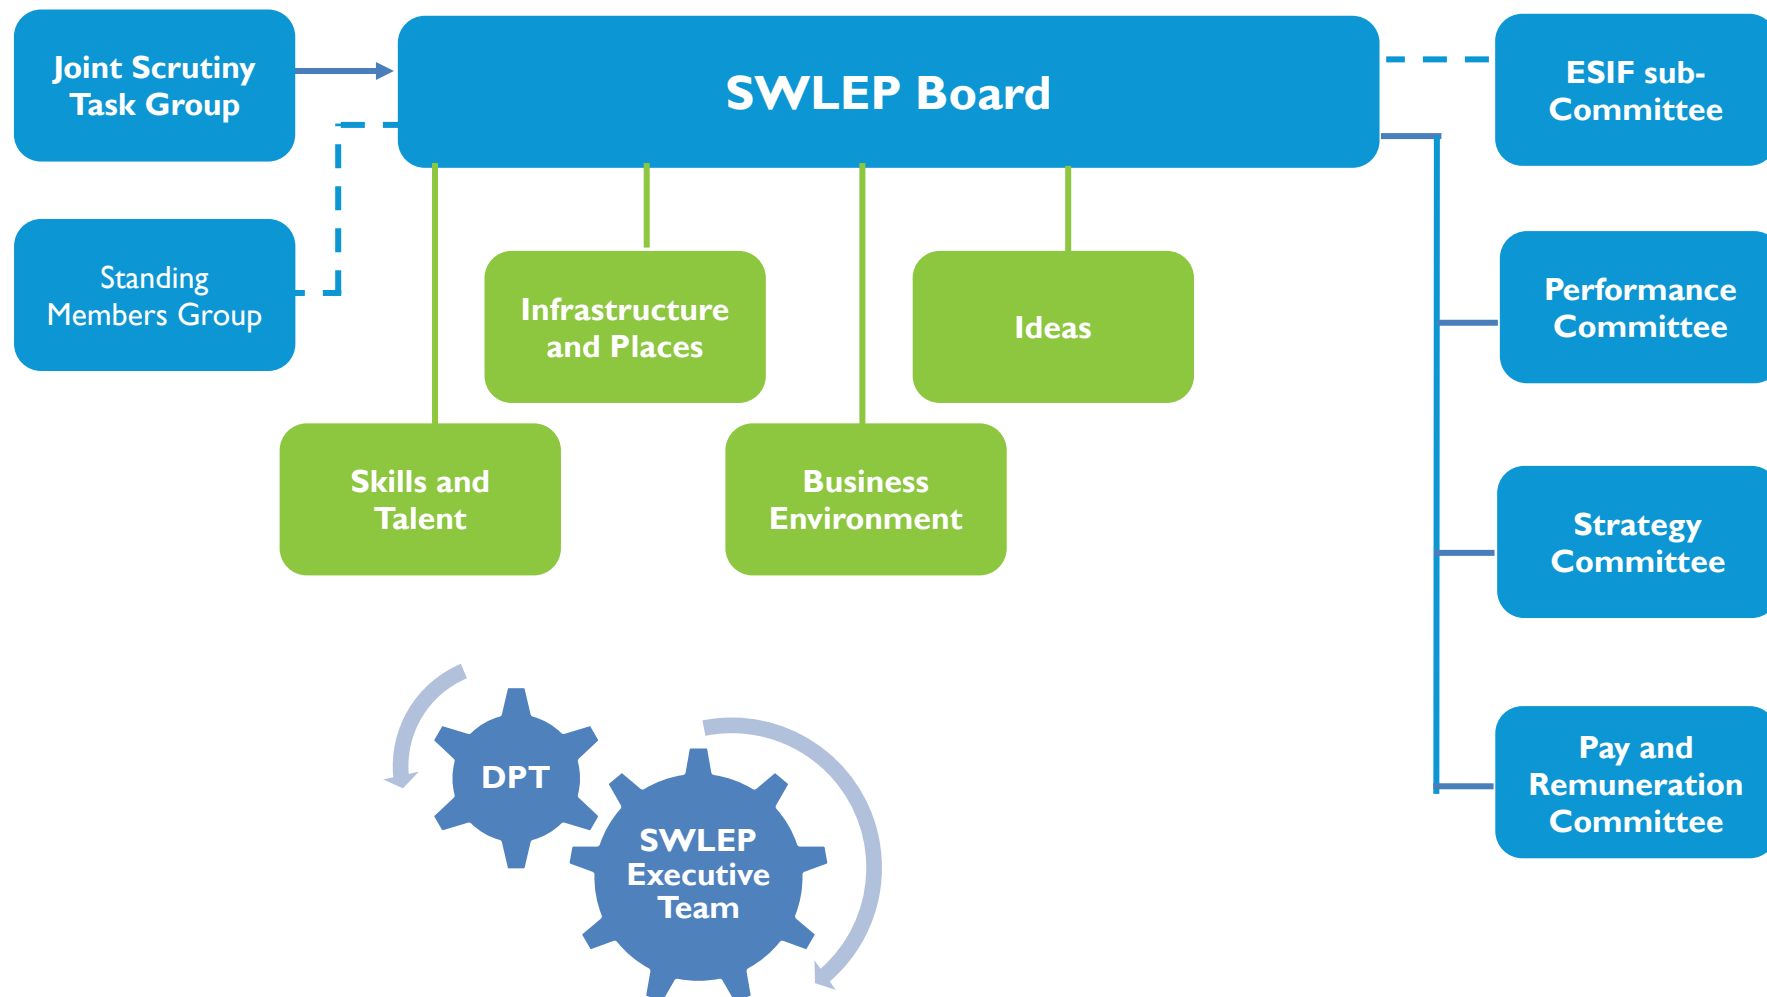 Joint Scrutiny
Task Group
SWLEP Board
ESIF sub-
Committee
Standing
Members Group
Infrastructure
and Places
Ideas
Performance
Committee
Skills and
Talent
Business
Environment
Strategy
Committee
DPT
SWLEP
Executive
Team
Pay and
Remuneration
Committee